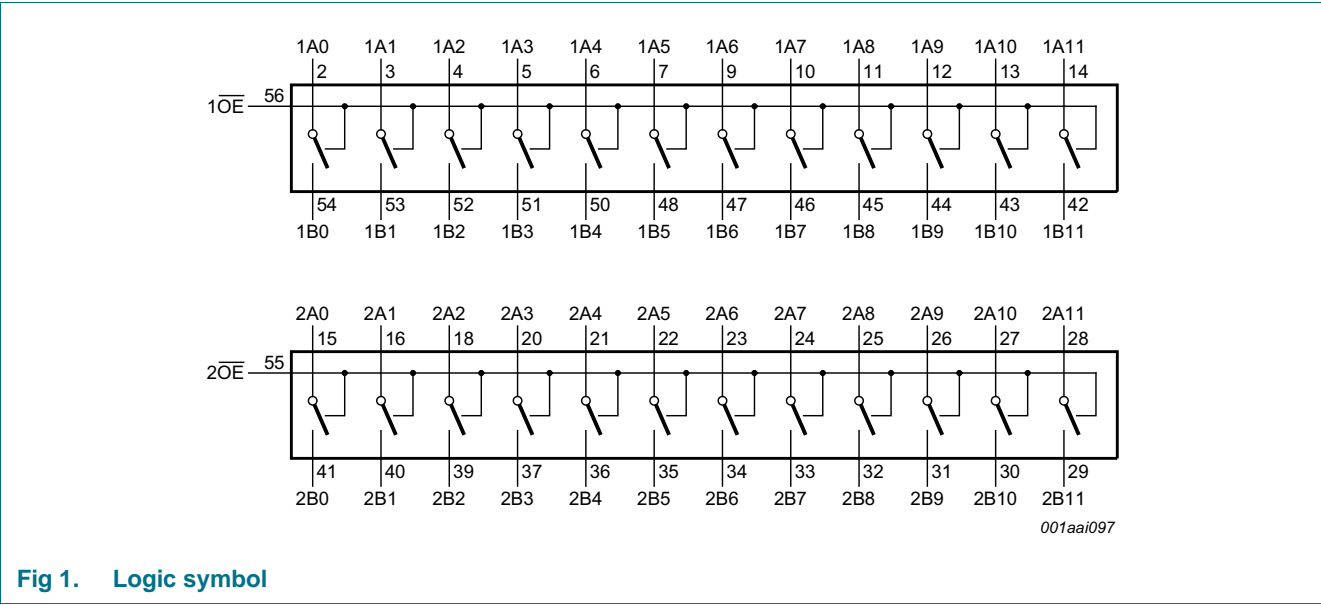 1A0 1A1 1A2 1A3 1A4 1A5 1A6 1A7 1A8 1A9 1A10 1A11
2 3 4 5 6 7 9 10 11 12 13 14
1O̅E̅ 56
54 53 52 51 50 48 47 46 45 44 43 42
1B0 1B1 1B2 1B3 1B4 1B5 1B6 1B7 1B8 1B9 1B10 1B11
2A0 2A1 2A2 2A3 2A4 2A5 2A6 2A7 2A8 2A9 2A10 2A11
15 16 18 20 21 22 23 24 25 26 27 28
2O̅E̅ 55
41 40 39 37 36 35 34 33 32 31 30 29
2B0 2B1 2B2 2B3 2B4 2B5 2B6 2B7 2B8 2B9 2B10 2B11
001aai097
Fig 1. Logic symbol